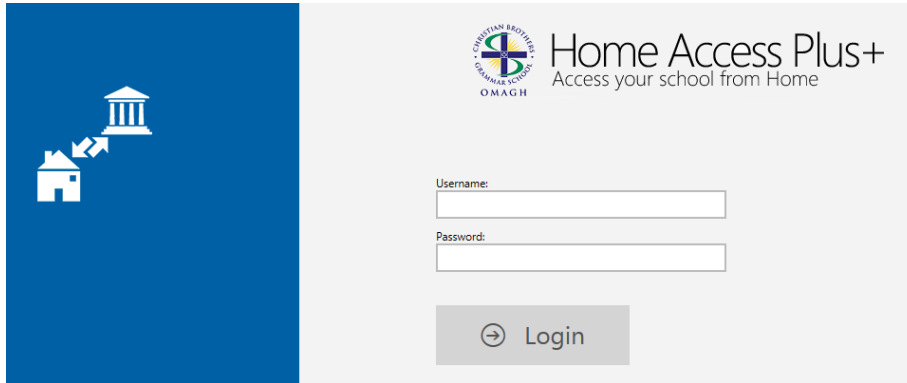 CHRISTIAN BROTHERS
GRAMMAR SCHOOL
OMAGH
Home Access Plus+
Access your school from Home
Username:
Password:
Login